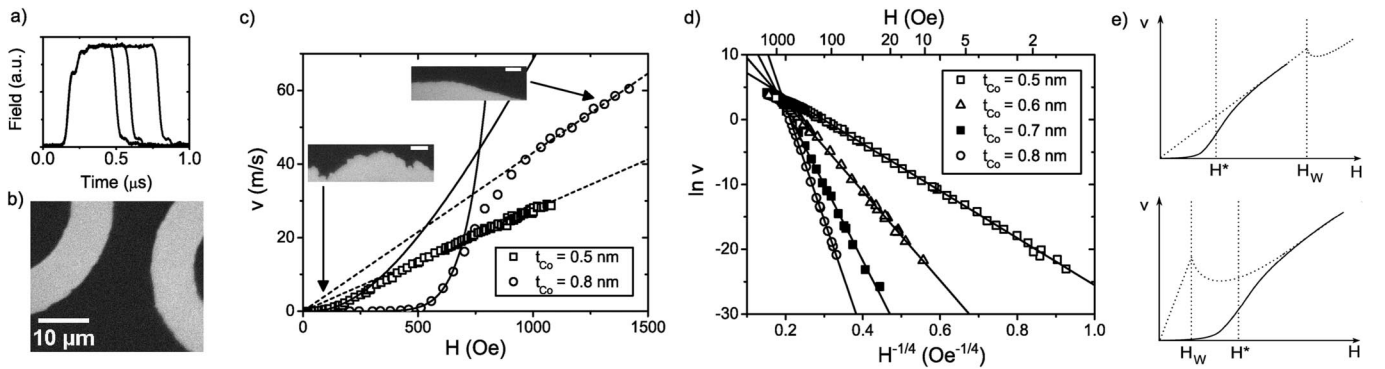 a)
Field (a.u.)
0.0 0.5 1.0
Time (μs)
b)
10 μm
c)
v (m/s)
60
40
20
0
0 500 1000 1500
H (Oe)
t_Co = 0.5 nm
t_Co = 0.8 nm
d)
H (Oe)
1000 100 20 10 5 2
ln v
10
0
-10
-20
-30
0.2 0.4 0.6 0.8 1.0
H^-1/4 (Oe^-1/4)
t_Co = 0.5 nm
t_Co = 0.6 nm
t_Co = 0.7 nm
t_Co = 0.8 nm
e)
v
H* H_W H
v
H_W H* H